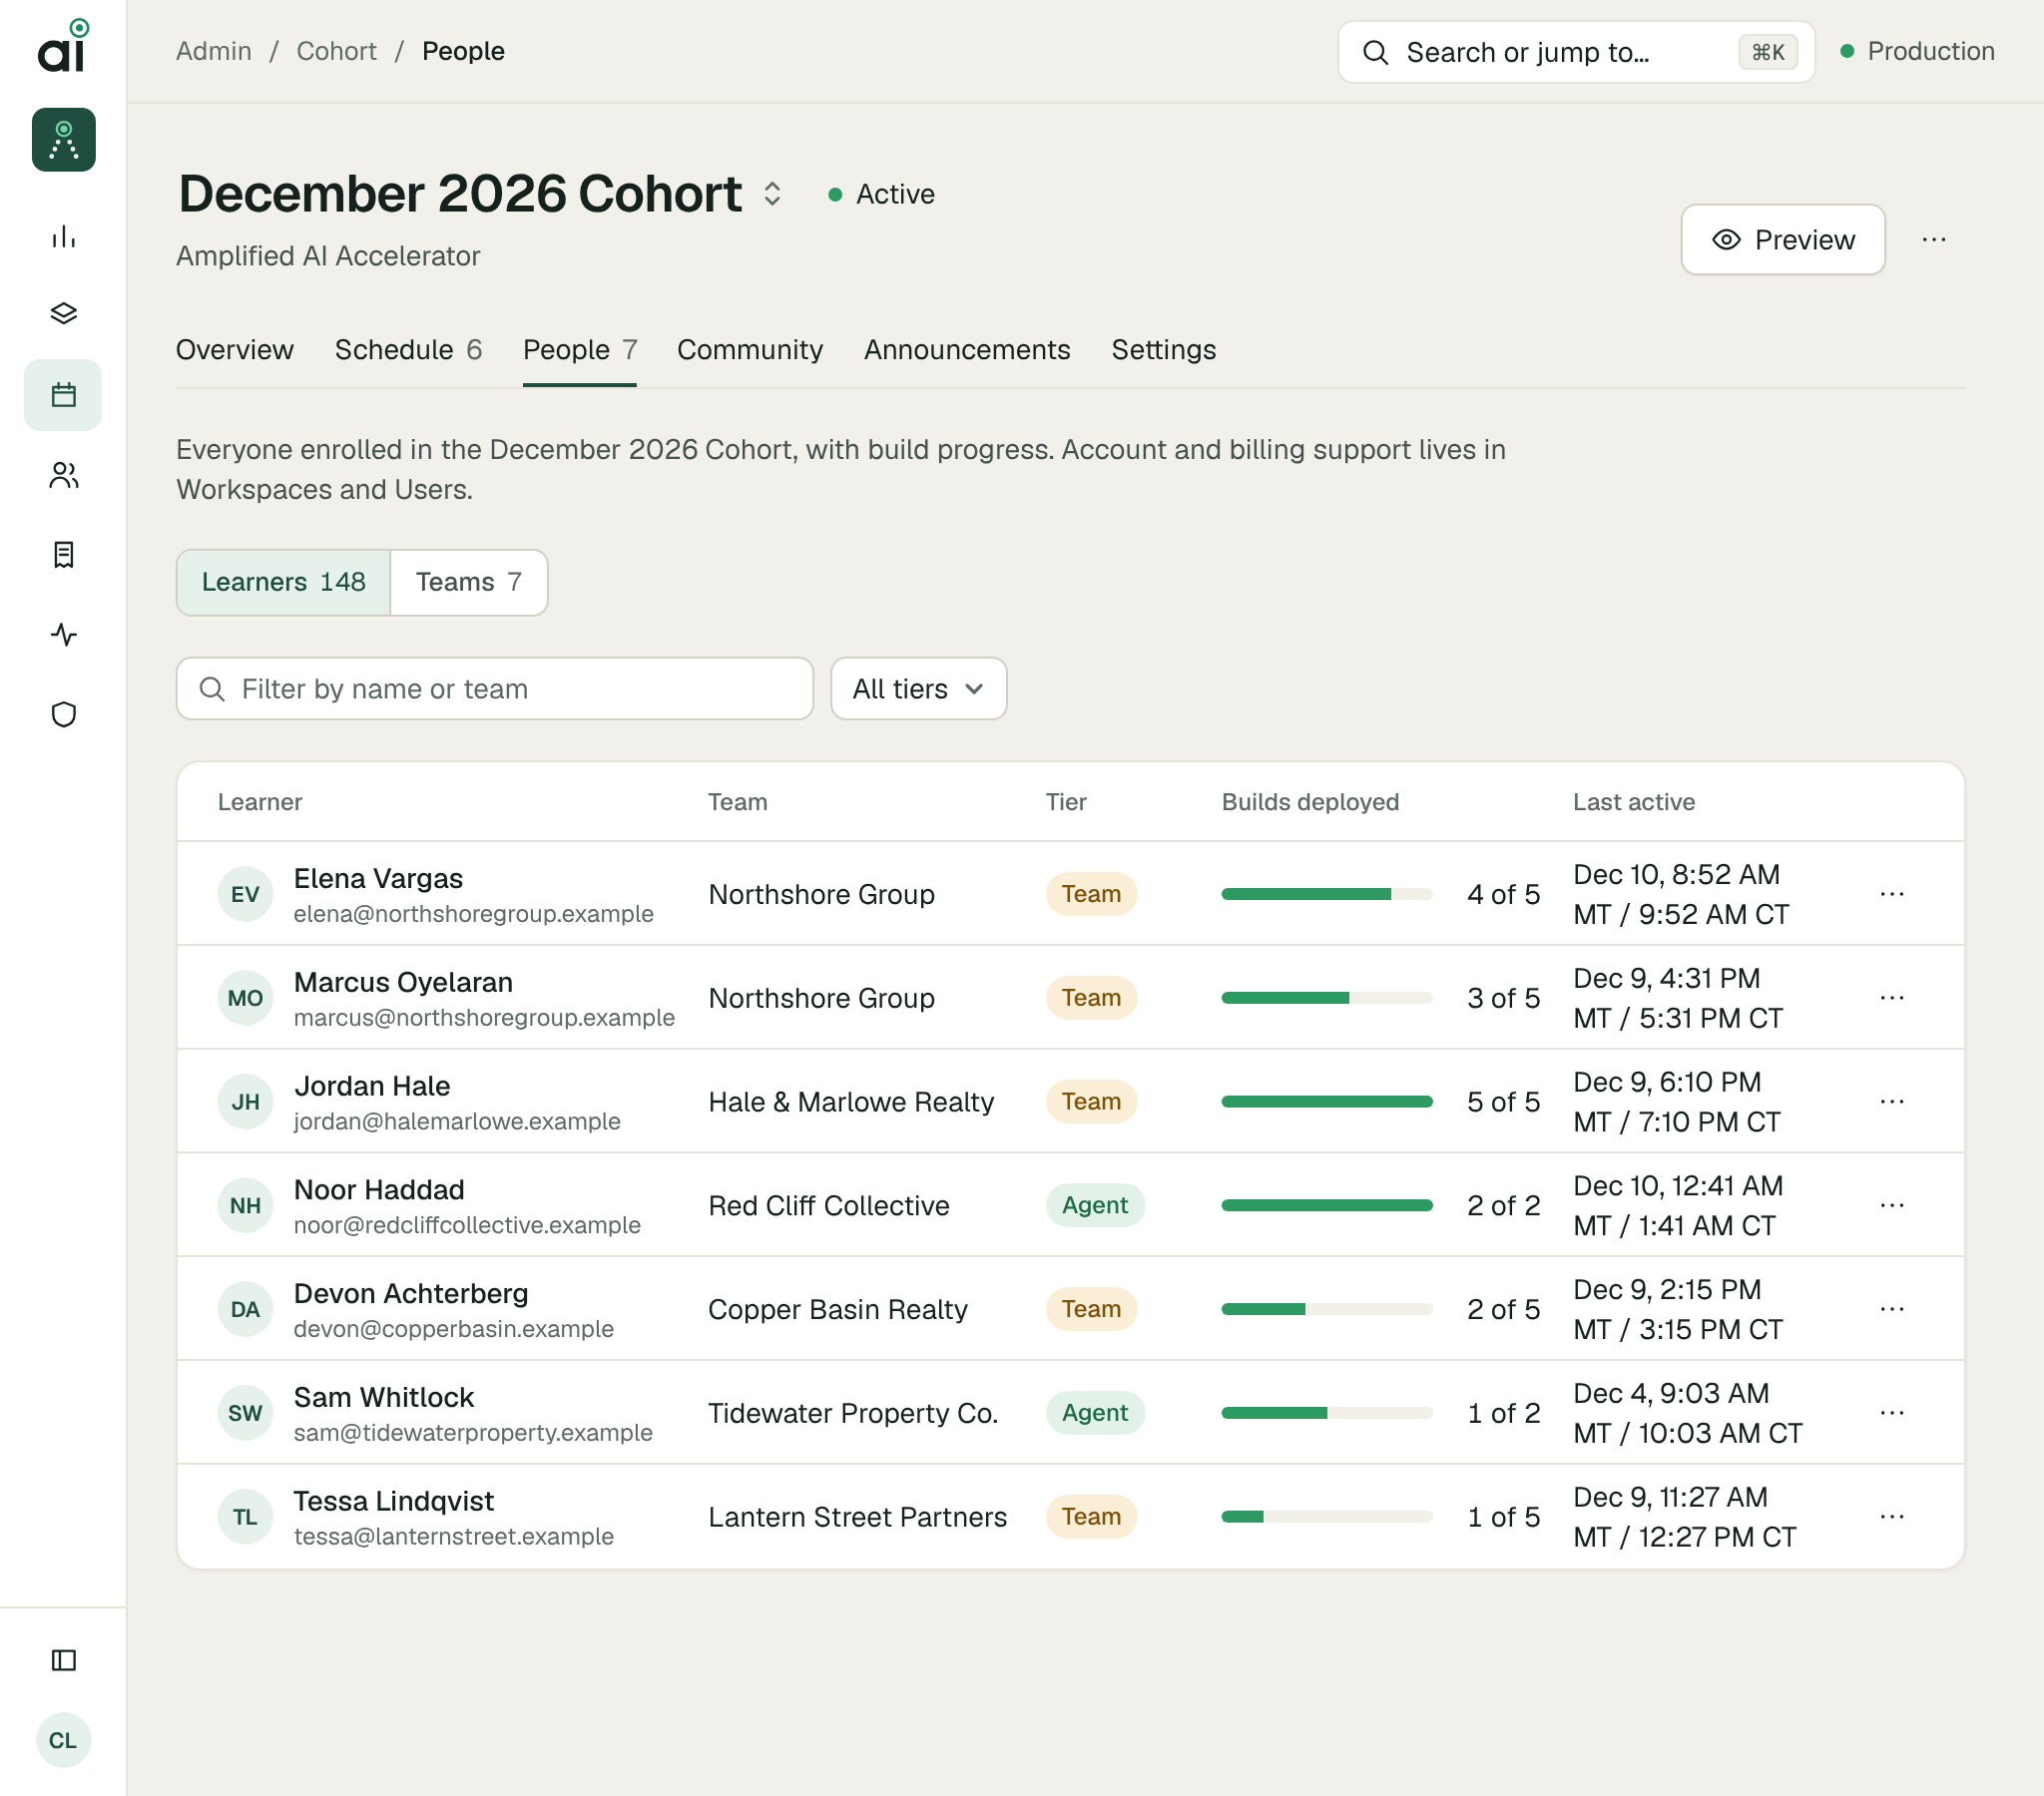 ai
Admin / Cohort / People
Search or jump to... ⌘K
Production
December 2026 Cohort
Active
Amplified AI Accelerator
Preview
Overview Schedule 6 People 7 Community Announcements Settings
Everyone enrolled in the December 2026 Cohort, with build progress. Account and billing support lives in
Workspaces and Users.
Learners 148 Teams 7
Filter by name or team All tiers
Learner Team Tier Builds deployed Last active
EV Elena Vargas
elena@northshoregroup.example
Northshore Group Team 4 of 5
Dec 10, 8:52 AM
MT / 9:52 AM CT
MO Marcus Oyelaran
marcus@northshoregroup.example
Northshore Group Team 3 of 5
Dec 9, 4:31 PM
MT / 5:31 PM CT
JH Jordan Hale
jordan@halemarlowe.example
Hale & Marlowe Realty Team 5 of 5
Dec 9, 6:10 PM
MT / 7:10 PM CT
NH Noor Haddad
noor@redcliffcollective.example
Red Cliff Collective Agent 2 of 2
Dec 10, 12:41 AM
MT / 1:41 AM CT
DA Devon Achterberg
devon@copperbasin.example
Copper Basin Realty Team 2 of 5
Dec 9, 2:15 PM
MT / 3:15 PM CT
SW Sam Whitlock
sam@tidewaterproperty.example
Tidewater Property Co. Agent 1 of 2
Dec 4, 9:03 AM
MT / 10:03 AM CT
TL Tessa Lindqvist
tessa@lanternstreet.example
Lantern Street Partners Team 1 of 5
Dec 9, 11:27 AM
MT / 12:27 PM CT
CL